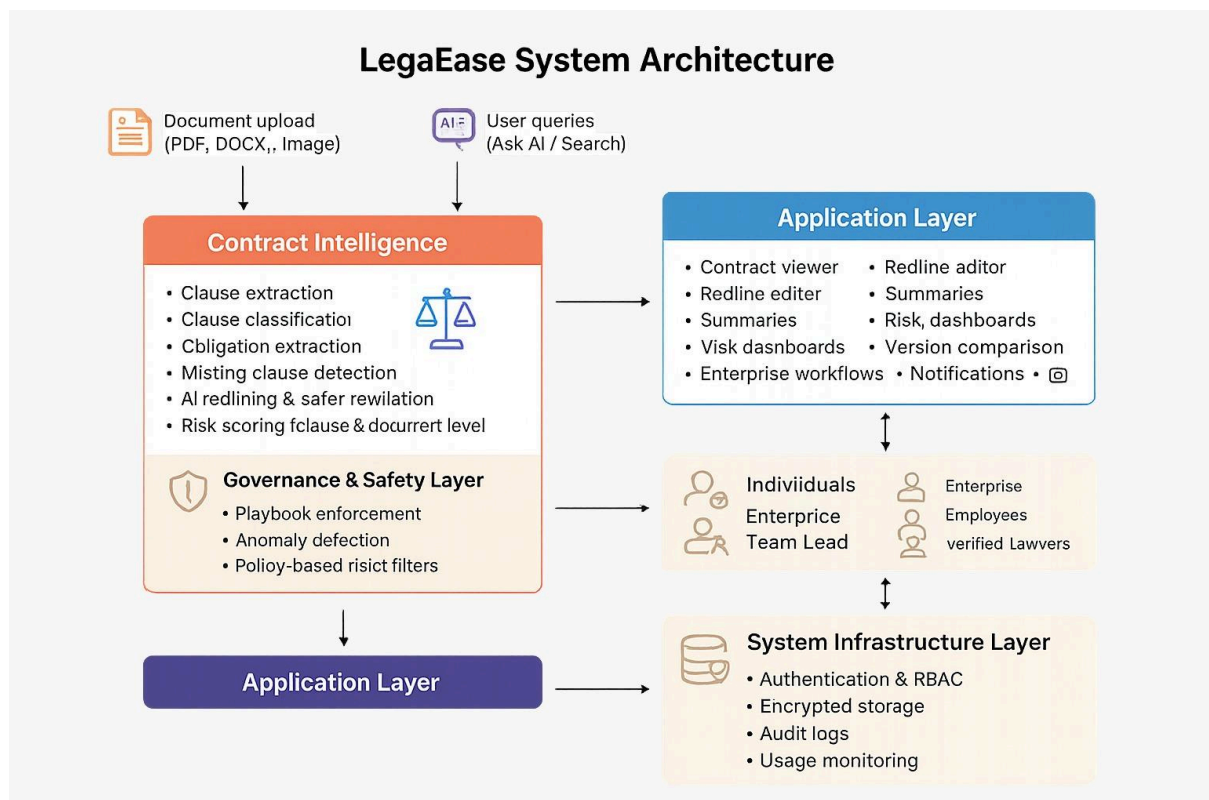 LegaEase System Architecture
Document upload
(PDF, DOCX,. Image)
AI
User queries
(Ask AI / Search)
Contract Intelligence
• Clause extraction
• Clause classificatioı
• Cbligation extraction
• Misting clause detection
• AI redlining & safer rewilation
• Risk scoring fclause & docurrert level
Governance & Safety Layer
• Playbook enforcement
• Anomaly defection
• Polioy-based risict filters
Application Layer
Application Layer
• Contract viewer
• Redline editer
• Summaries
• Visk dasnboards
• Redline aditor
• Summaries
• Risk, dashboards
• Version comparison
• Enterprise workflows • Notifications •
Indiviiduals
Enterprice
Team Lead
Enterprise
Employees
verified Lawvers
System Infrastructure Layer
• Authentication & RBAC
• Encrypted storage
• Audit logs
• Usage monitoring